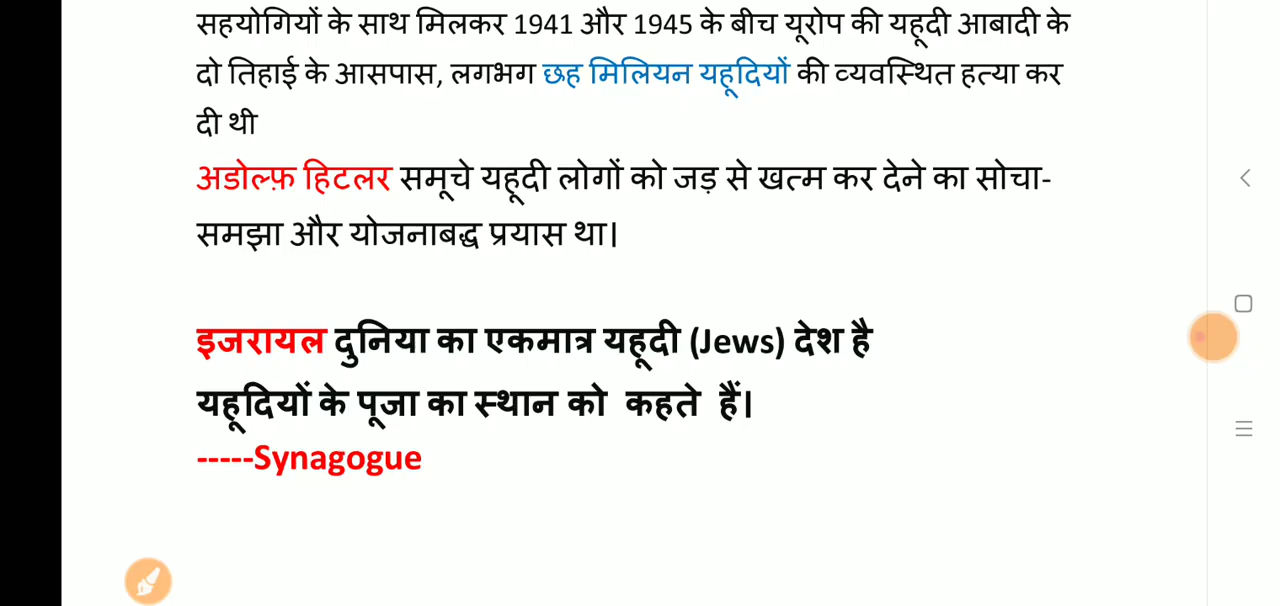 सहयोगियों के साथ मिलकर 1941 और 1945 के बीच यूरोप की यहूदी आबादी के
दो तिहाई के आसपास, लगभग छह मिलियन यहूदियों की व्यवस्थित हत्या कर
दी थी
अडोल्फ़ हिटलर समूचे यहूदी लोगों को जड़ से खत्म कर देने का सोचा-
समझा और योजनाबद्ध प्रयास था।
इजरायल दुनिया का एकमात्र यहूदी (Jews) देश है
यहूदियों के पूजा का स्थान को कहते हैं।
-----Synagogue